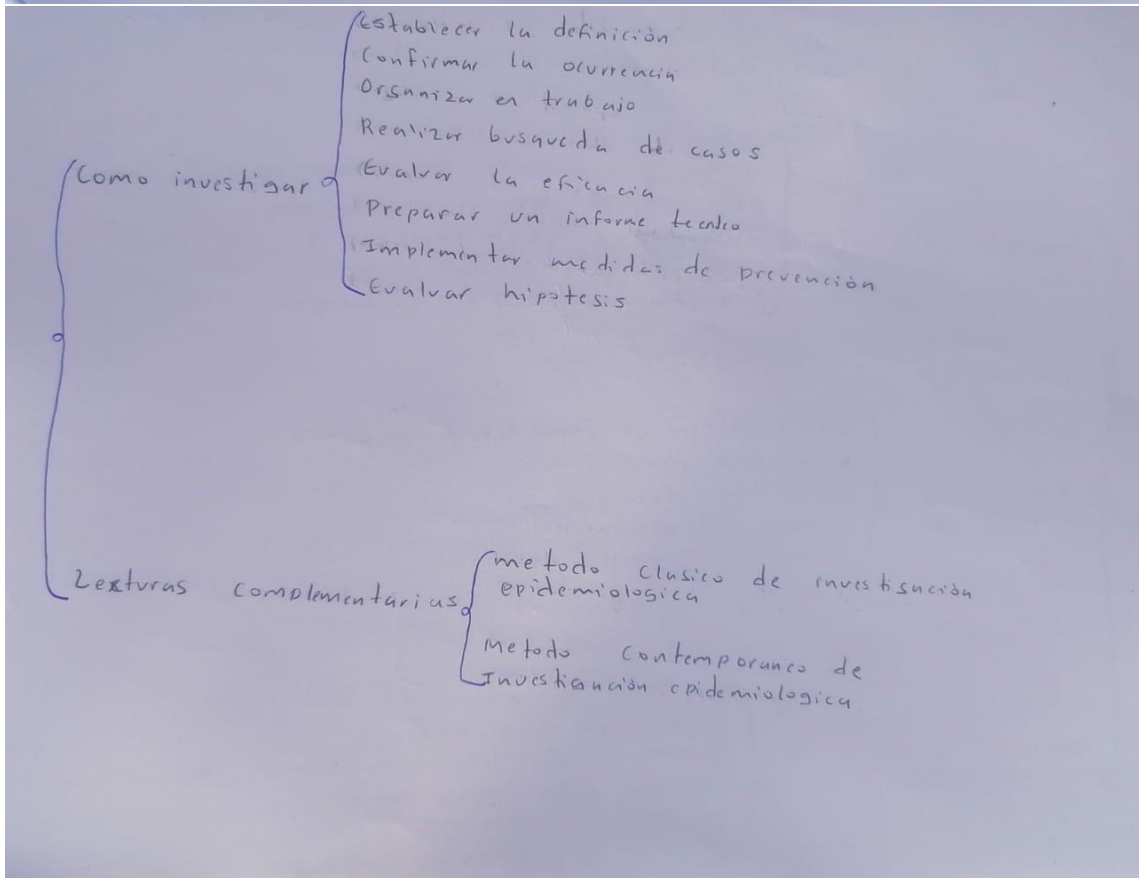 Establecer la definición
Confirmar la ocurrencia
Organizar en trabajo
Realizar busqueda de casos
Como investigar
Evaluar la eficacia
Preparar un informe tecnico
Implementar medidas de prevención
Evaluar hipotesis
Lexturas complementarias
metodo clasico de investigación
epidemiologica
Metodo contemporaneo de
Investigación epidemiologica